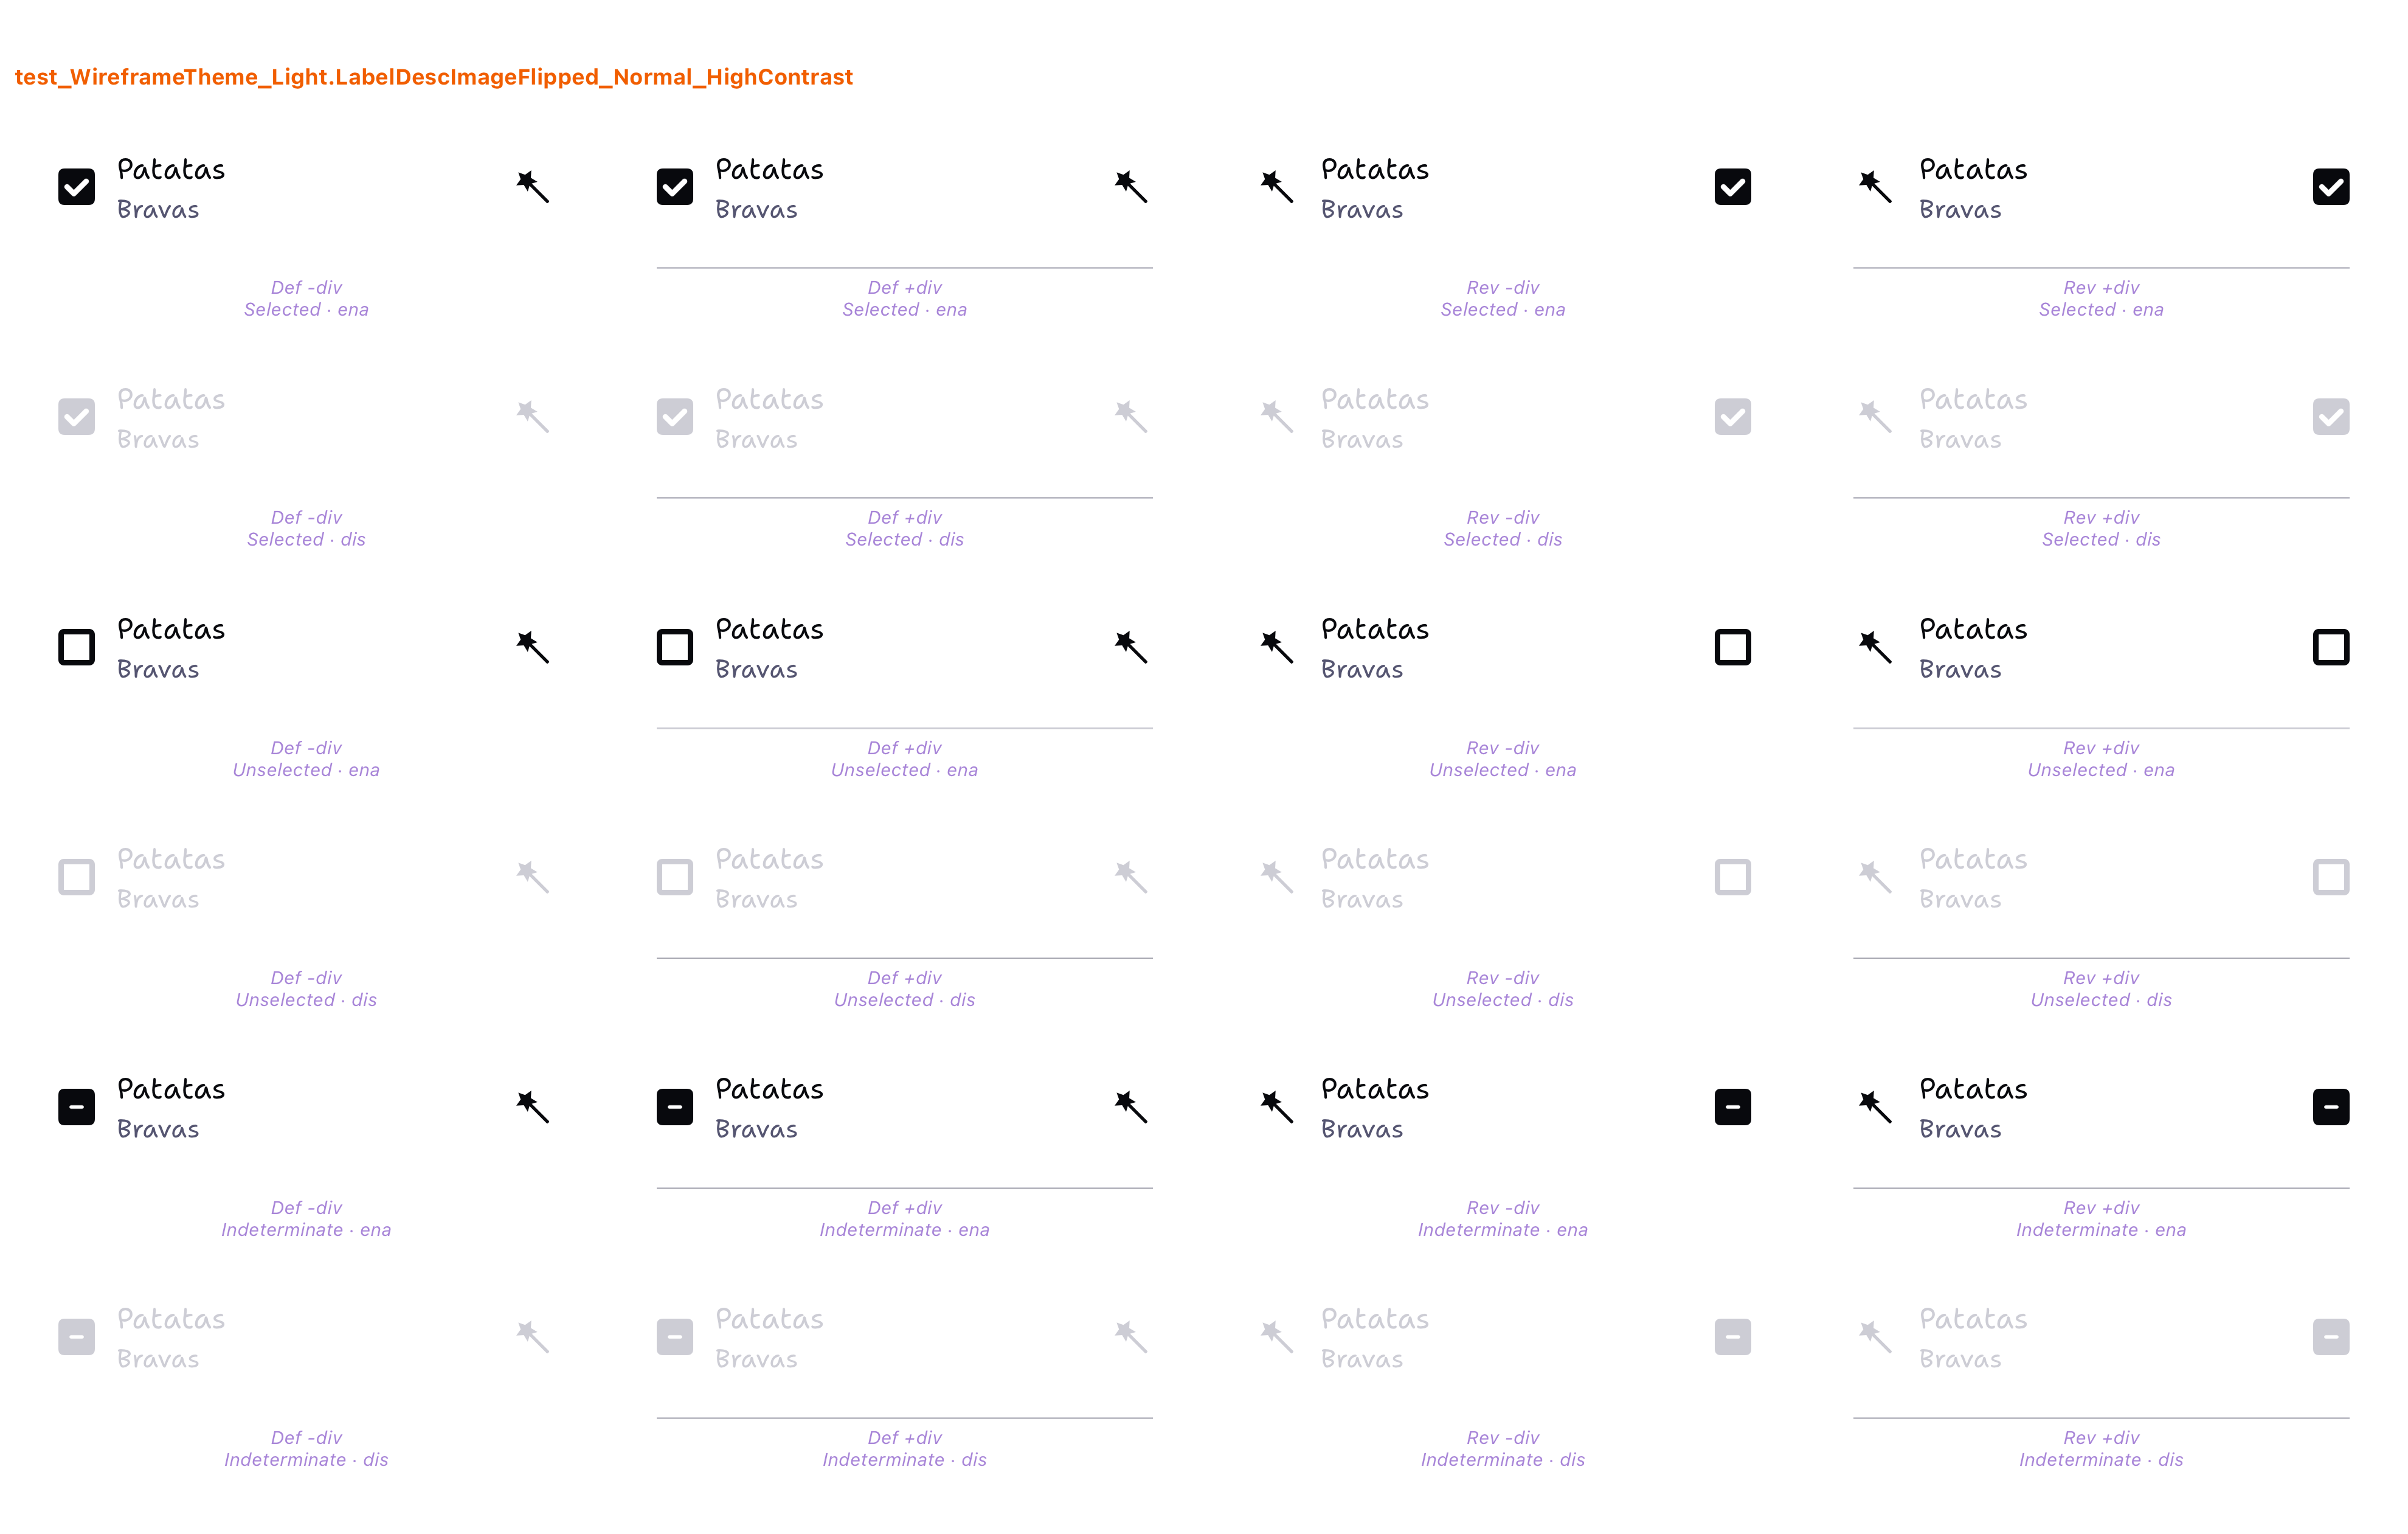 test_WireframeTheme_Light.LabelDescImageFlipped_Normal_HighContrast
Patatas
Bravas
Def -div
Selected · ena
Patatas
Bravas
Def +div
Selected · ena
Patatas
Bravas
Rev -div
Selected · ena
Patatas
Bravas
Rev +div
Selected · ena
Patatas
Bravas
Def -div
Selected · dis
Patatas
Bravas
Def +div
Selected · dis
Patatas
Bravas
Rev -div
Selected · dis
Patatas
Bravas
Rev +div
Selected · dis
Patatas
Bravas
Def -div
Unselected · ena
Patatas
Bravas
Def +div
Unselected · ena
Patatas
Bravas
Rev -div
Unselected · ena
Patatas
Bravas
Rev +div
Unselected · ena
Patatas
Bravas
Def -div
Unselected · dis
Patatas
Bravas
Def +div
Unselected · dis
Patatas
Bravas
Rev -div
Unselected · dis
Patatas
Bravas
Rev +div
Unselected · dis
Patatas
Bravas
Def -div
Indeterminate · ena
Patatas
Bravas
Def +div
Indeterminate · ena
Patatas
Bravas
Rev -div
Indeterminate · ena
Patatas
Bravas
Rev +div
Indeterminate · ena
Patatas
Bravas
Def -div
Indeterminate · dis
Patatas
Bravas
Def +div
Indeterminate · dis
Patatas
Bravas
Rev -div
Indeterminate · dis
Patatas
Bravas
Rev +div
Indeterminate · dis